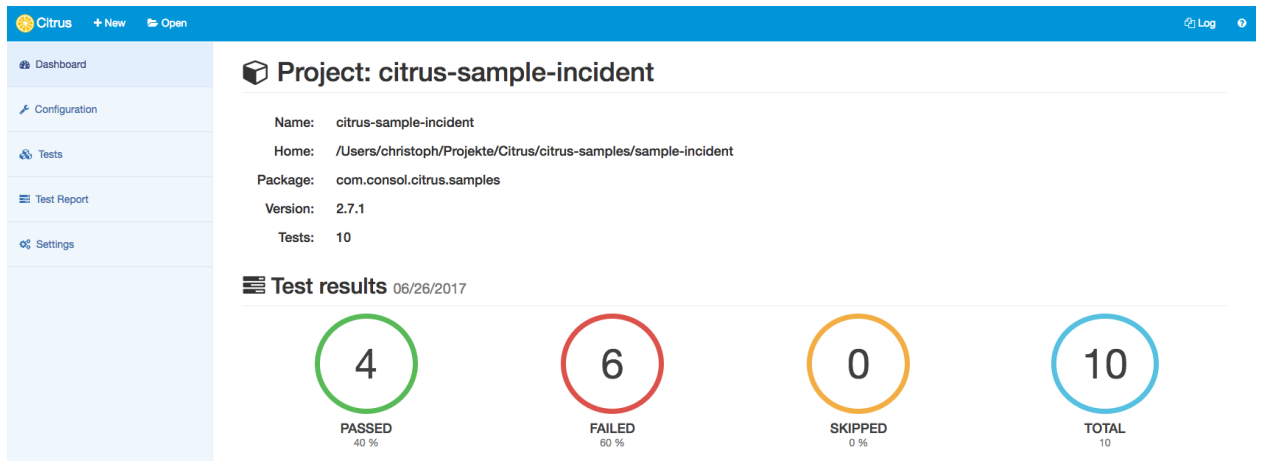 Citrus + New Open Log
Dashboard
Configuration
Tests
Test Report
Settings
Project: citrus-sample-incident
Name: citrus-sample-incident
Home: /Users/christoph/Projekte/Citrus/citrus-samples/sample-incident
Package: com.consol.citrus.samples
Version: 2.7.1
Tests: 10
Test results 06/26/2017
4 6 0 10
PASSED FAILED SKIPPED TOTAL
40 % 60 % 0 % 10